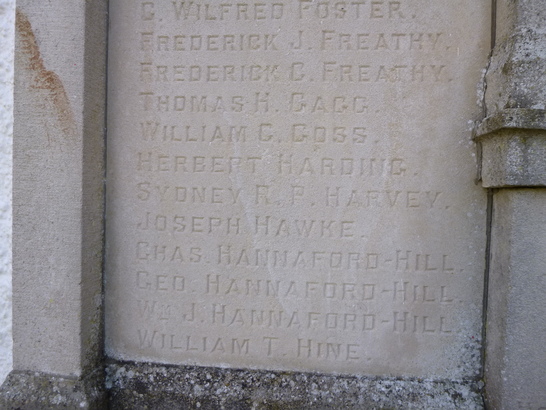 G. WILFRED FOSTER.
FREDERICK J. FREATHY.
FREDERICK C. FREATHY.
THOMAS H. GAGG.
WILLIAM G. GOSS.
HERBERT HARDING.
SYDNEY R. P. HARVEY.
JOSEPH HAWKE.
CHAS. HANNAFORD-HILL.
GEO. HANNAFORD-HILL.
WM J. HANNAFORD-HILL.
WILLIAM T. HINE.